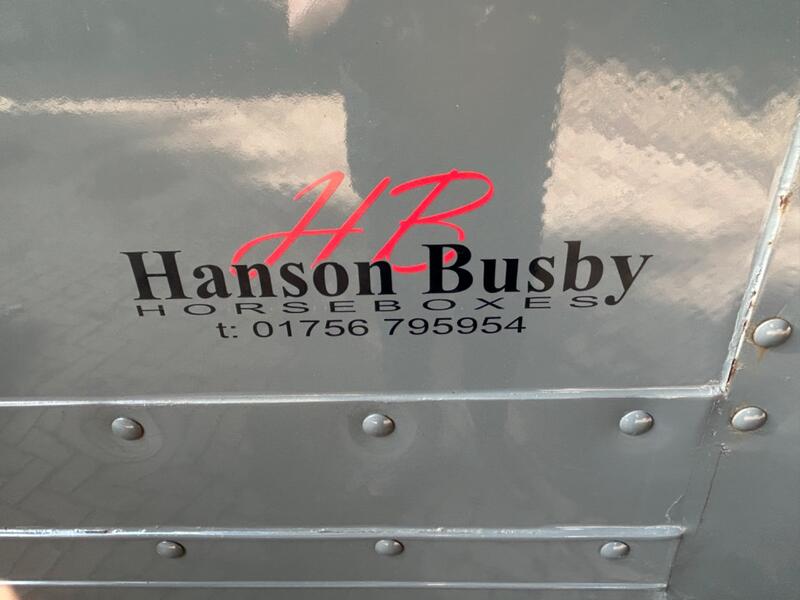 HB
Hanson Busby
HORSEBOXES
t: 01756 795954